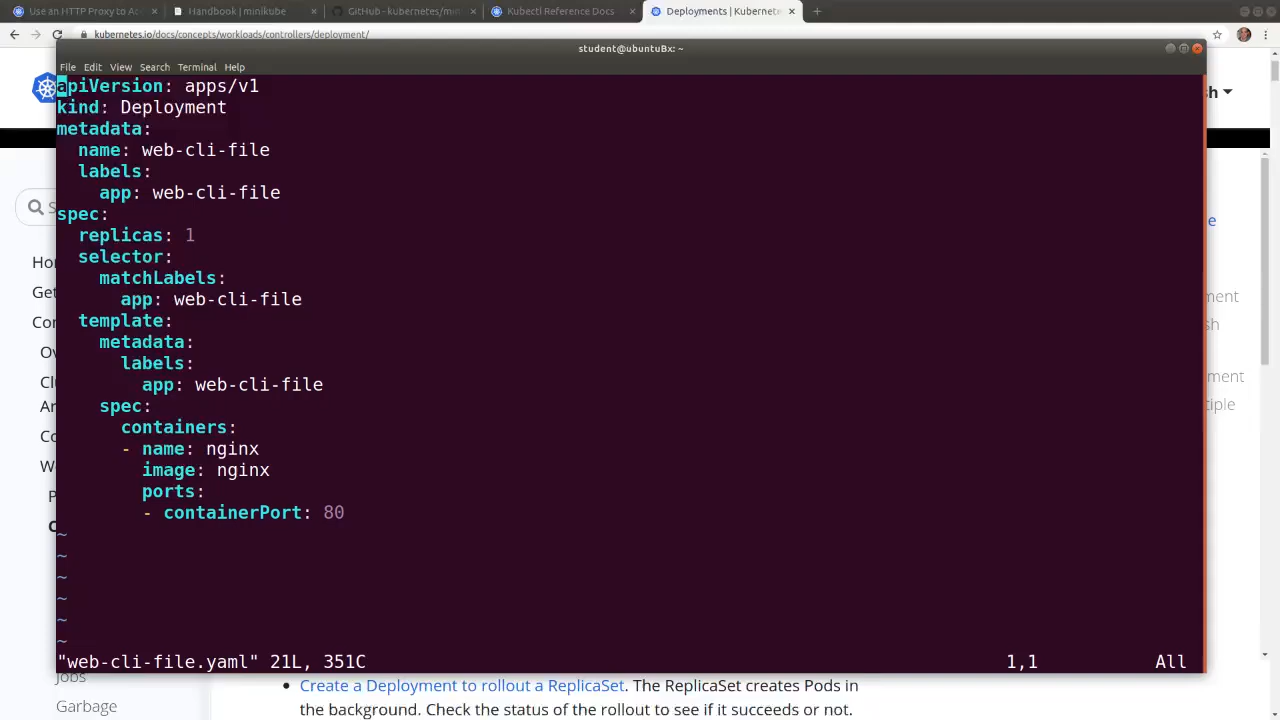 Use an HTTP Proxy to Ac
Handbook | minikube
GitHub - kubernetes/mi
Kubectl Reference Docs
Deployments | Kubernete
kubernetes.io/docs/concepts/workloads/controllers/deployment/
student@ubuntuBx: ~
File Edit View Search Terminal Help
apiVersion: apps/v1
kind: Deployment
metadata:
  name: web-cli-file
  labels:
    app: web-cli-file
spec:
  replicas: 1
  selector:
    matchLabels:
      app: web-cli-file
  template:
    metadata:
      labels:
        app: web-cli-file
    spec:
      containers:
      - name: nginx
        image: nginx
        ports:
        - containerPort: 80
~
~
~
~
~
~
"web-cli-file.yaml" 21L, 351C 1,1 All
Jobs
Garbage
Create a Deployment to rollout a ReplicaSet. The ReplicaSet creates Pods in
the background. Check the status of the rollout to see if it succeeds or not.